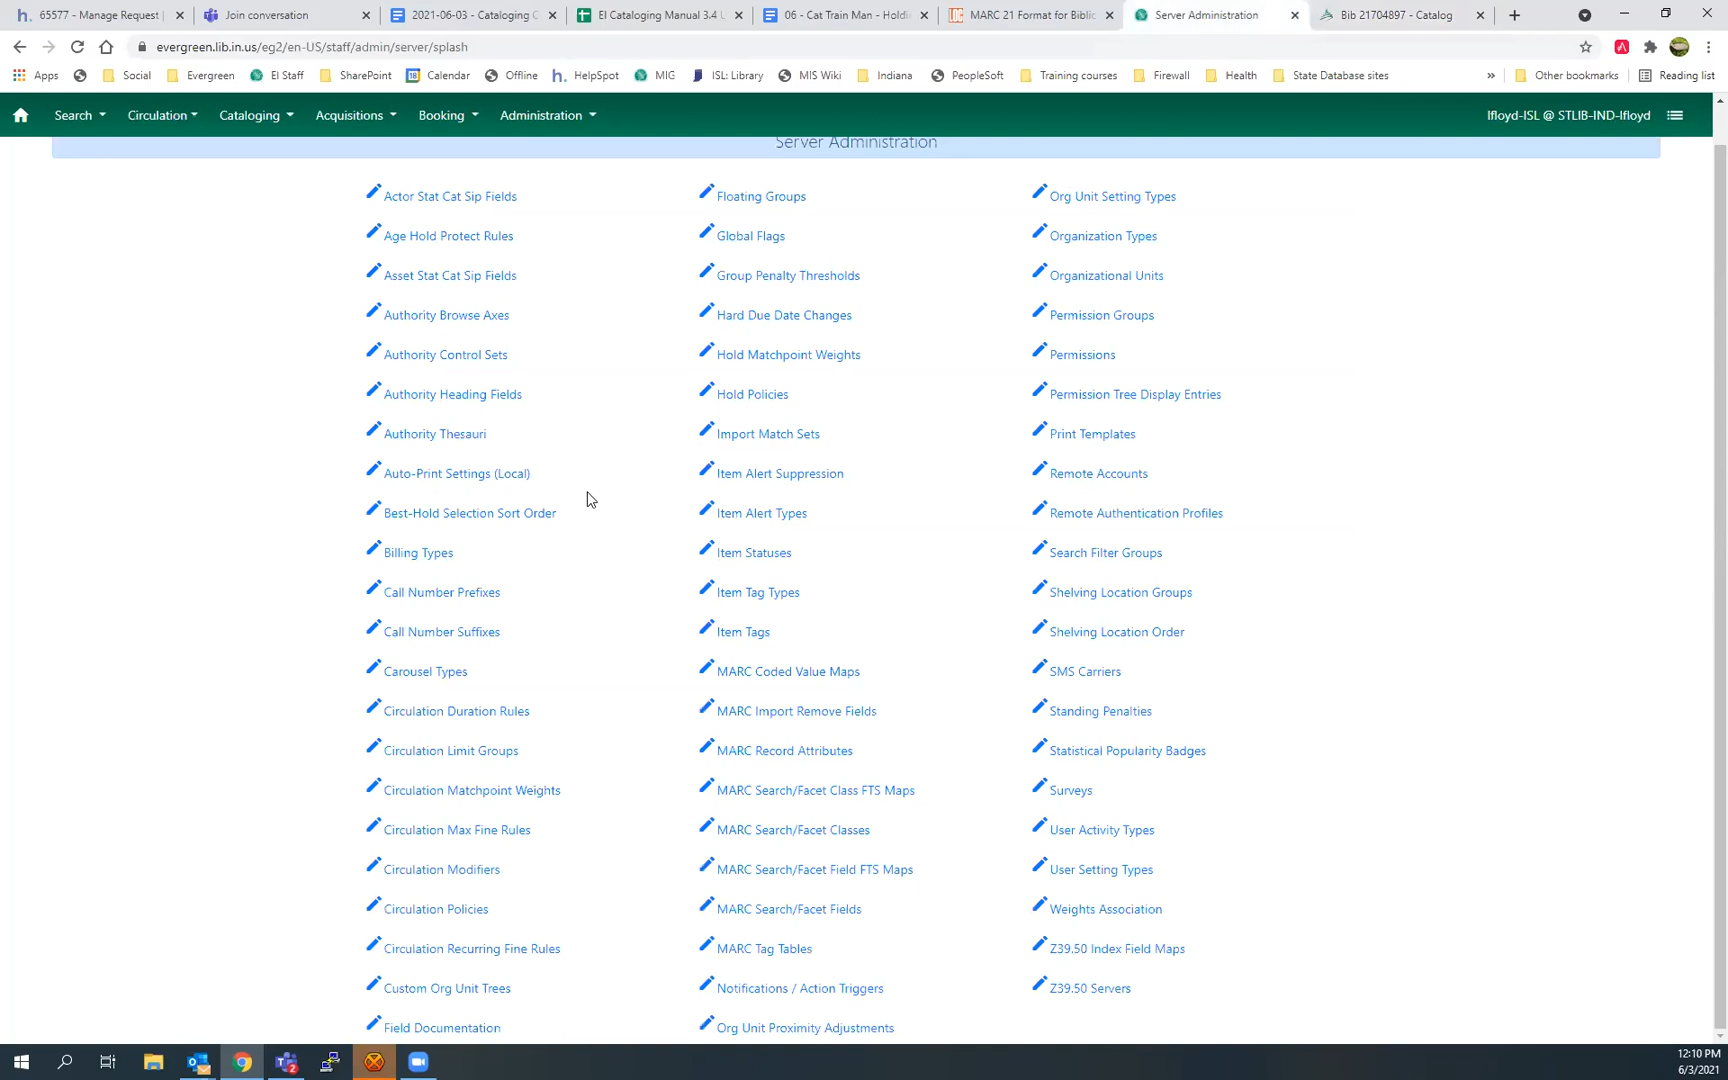 65577 - Manage Request |
Join conversation
2021-06-03 - Cataloging C
EI Cataloging Manual 3.4 U
06 - Cat Train Man - Holdi
MARC 21 Format for Biblic
Server Administration
Bib 21704897 - Catalog
evergreen.lib.in.us/eg2/en-US/staff/admin/server/splash
Apps
Social
Evergreen
EI Staff
SharePoint
Calendar
Offline
HelpSpot
MIG
ISL: Library
MIS Wiki
Indiana
PeopleSoft
Training courses
Firewall
Health
State Database sites
»
Other bookmarks
Reading list
Search
Circulation
Cataloging
Acquisitions
Booking
Administration
lfloyd-ISL @ STLIB-IND-lfloyd
Server Administration
Actor Stat Cat Sip Fields
Age Hold Protect Rules
Asset Stat Cat Sip Fields
Authority Browse Axes
Authority Control Sets
Authority Heading Fields
Authority Thesauri
Auto-Print Settings (Local)
Best-Hold Selection Sort Order
Billing Types
Call Number Prefixes
Call Number Suffixes
Carousel Types
Circulation Duration Rules
Circulation Limit Groups
Circulation Matchpoint Weights
Circulation Max Fine Rules
Circulation Modifiers
Circulation Policies
Circulation Recurring Fine Rules
Custom Org Unit Trees
Field Documentation
Floating Groups
Global Flags
Group Penalty Thresholds
Hard Due Date Changes
Hold Matchpoint Weights
Hold Policies
Import Match Sets
Item Alert Suppression
Item Alert Types
Item Statuses
Item Tag Types
Item Tags
MARC Coded Value Maps
MARC Import Remove Fields
MARC Record Attributes
MARC Search/Facet Class FTS Maps
MARC Search/Facet Classes
MARC Search/Facet Field FTS Maps
MARC Search/Facet Fields
MARC Tag Tables
Notifications / Action Triggers
Org Unit Proximity Adjustments
Org Unit Setting Types
Organization Types
Organizational Units
Permission Groups
Permissions
Permission Tree Display Entries
Print Templates
Remote Accounts
Remote Authentication Profiles
Search Filter Groups
Shelving Location Groups
Shelving Location Order
SMS Carriers
Standing Penalties
Statistical Popularity Badges
Surveys
User Activity Types
User Setting Types
Weights Association
Z39.50 Index Field Maps
Z39.50 Servers
12:10 PM
6/3/2021